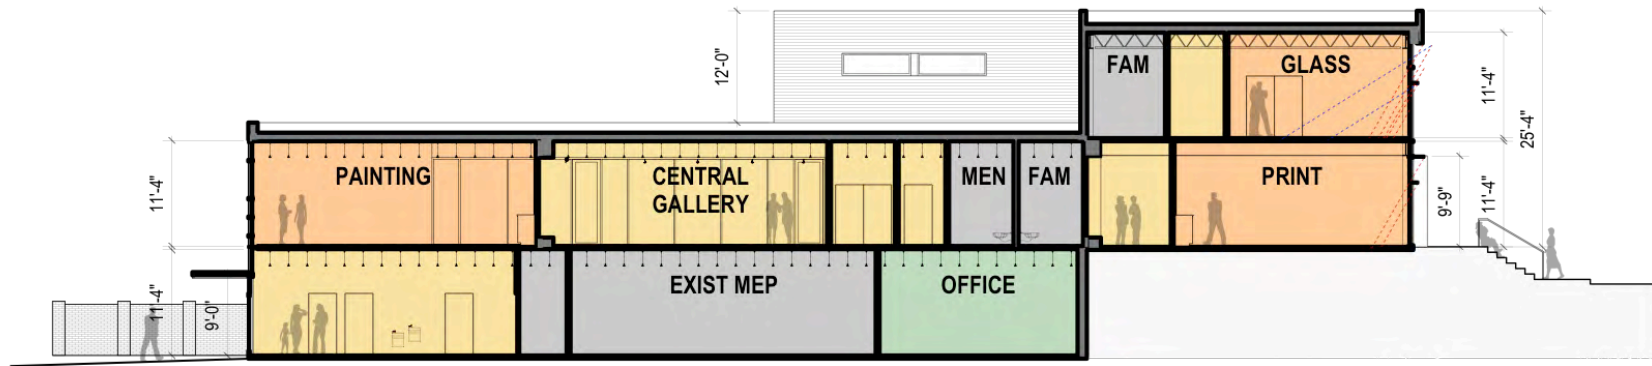 12'-0"
FAM
GLASS
11'-4"
25'-4"
11'-4"
PAINTING
CENTRAL
GALLERY
MEN
FAM
PRINT
9'-9"
11'-4"
11'-4"
9'-0"
EXIST MEP
OFFICE